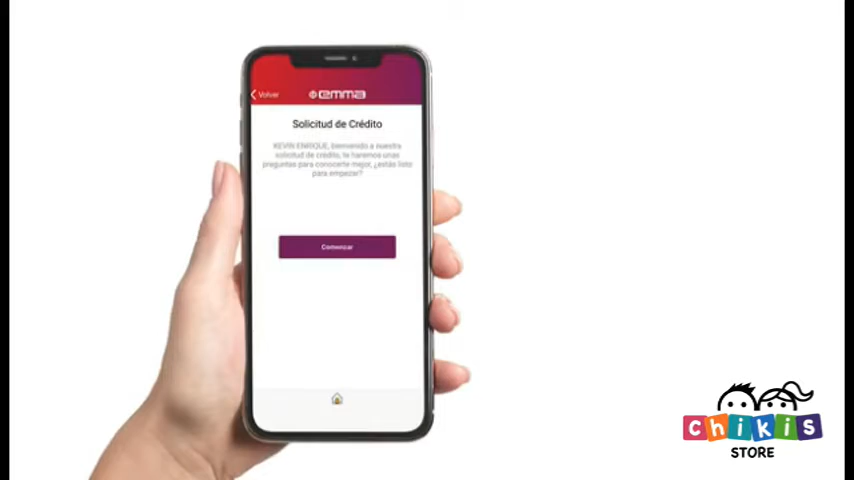 Volver
emma
Solicitud de Crédito
KEVIN ENRIQUE, bienvenido a nuestra
solicitud de crédito, te haremos unas
preguntas para conocerte mejor, ¿estás listo
para empezar?
Comenzar
chikis
STORE